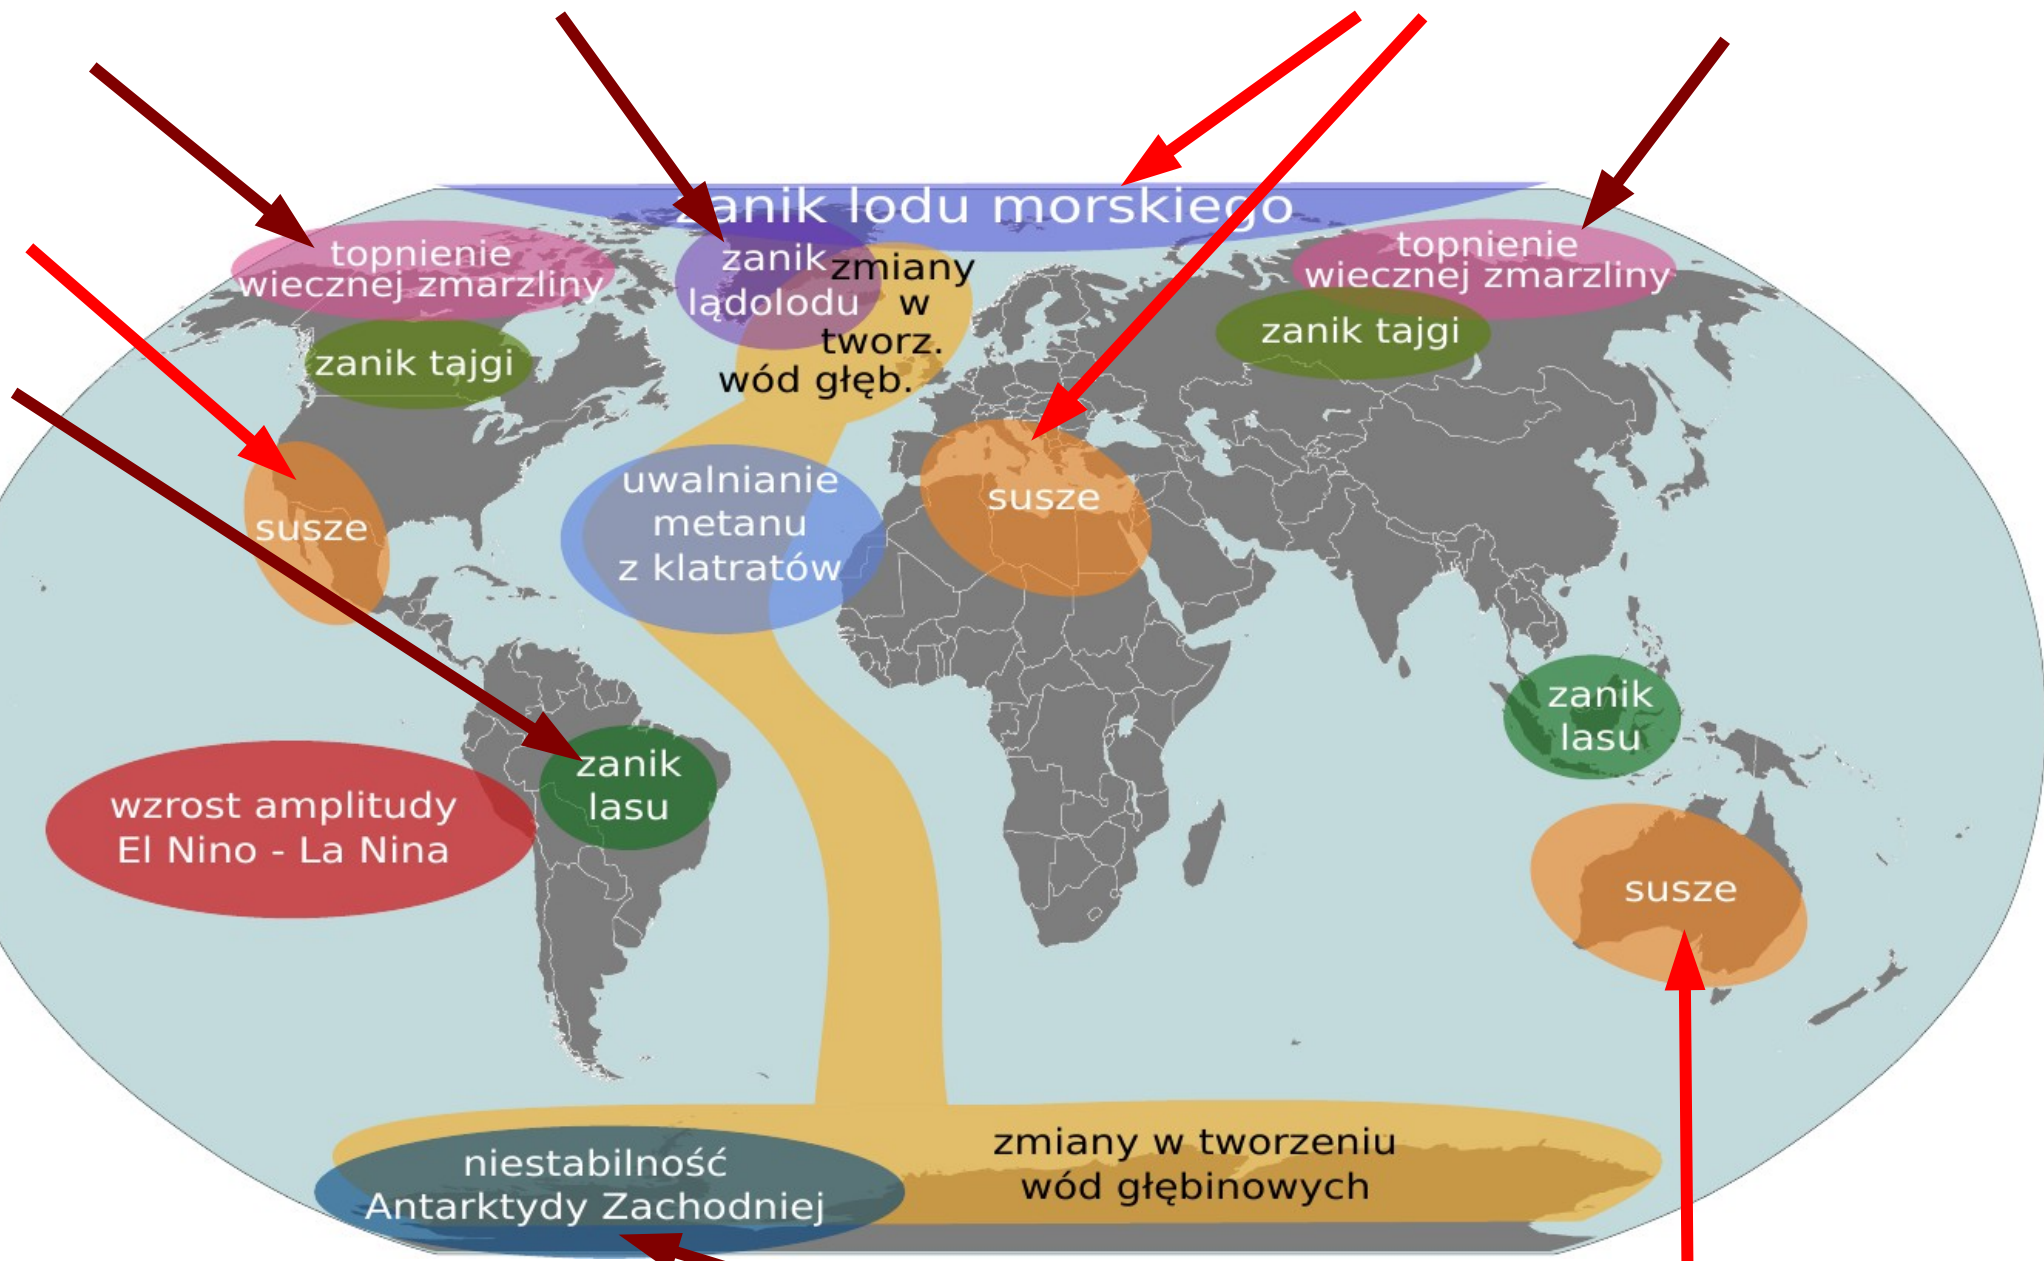 zanik lodu morskiego
topnienie
wiecznej zmarzliny
zanik
lądolodu
zmiany
w
tworz.
wód głęb.
topnienie
wiecznej zmarzliny
zanik tajgi
zanik tajgi
susze
uwalnianie
metanu
z klatratów
susze
zanik
lasu
zanik
lasu
wzrost amplitudy
El Nino - La Nina
susze
niestabilność
Antarktydy Zachodniej
zmiany w tworzeniu
wód głębinowych